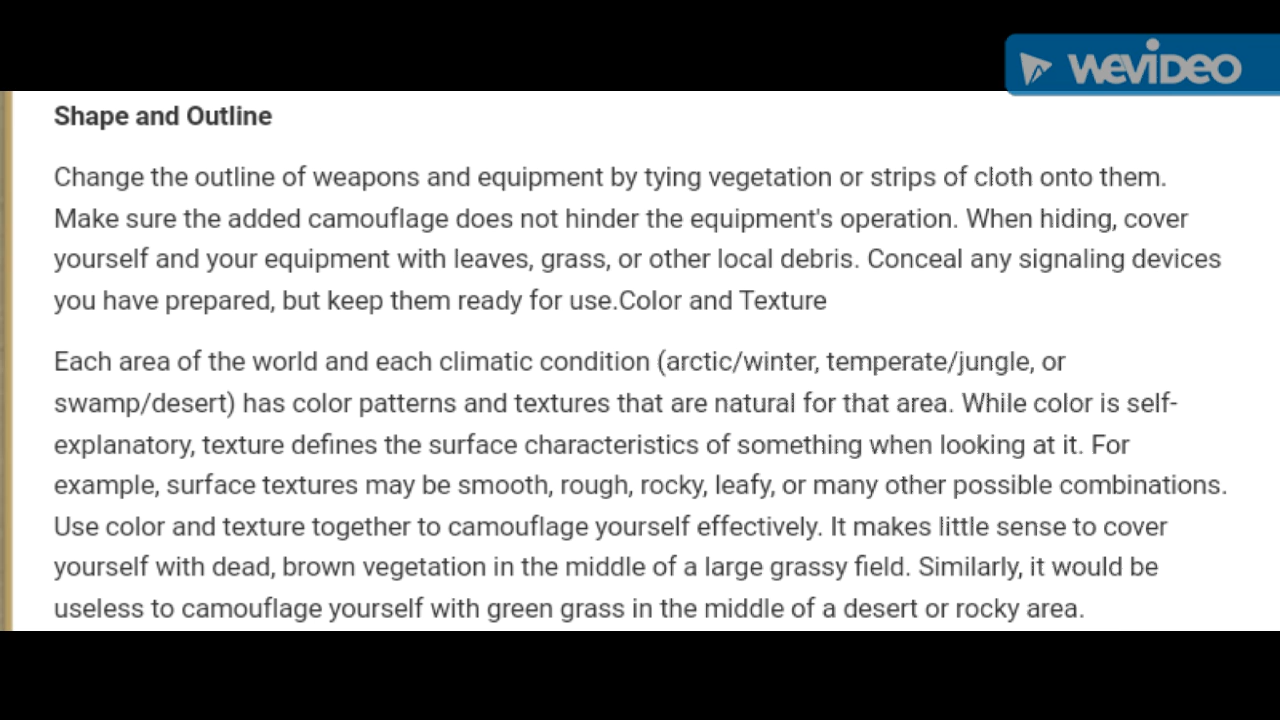 WEVIDEO
Shape and Outline
Change the outline of weapons and equipment by tying vegetation or strips of cloth onto them.
Make sure the added camouflage does not hinder the equipment's operation. When hiding, cover
yourself and your equipment with leaves, grass, or other local debris. Conceal any signaling devices
you have prepared, but keep them ready for use.Color and Texture
Each area of the world and each climatic condition (arctic/winter, temperate/jungle, or
swamp/desert) has color patterns and textures that are natural for that area. While color is self-
explanatory, texture defines the surface characteristics of something when looking at it. For
example, surface textures may be smooth, rough, rocky, leafy, or many other possible combinations.
Use color and texture together to camouflage yourself effectively. It makes little sense to cover
yourself with dead, brown vegetation in the middle of a large grassy field. Similarly, it would be
useless to camouflage yourself with green grass in the middle of a desert or rocky area.